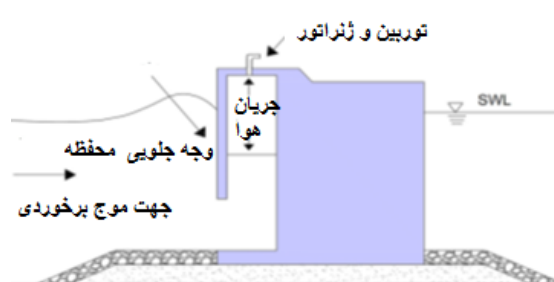 توربین و ژنراتور
جریان
هوا
SWL
وجه جلویی محفظه
جهت موج برخوردی